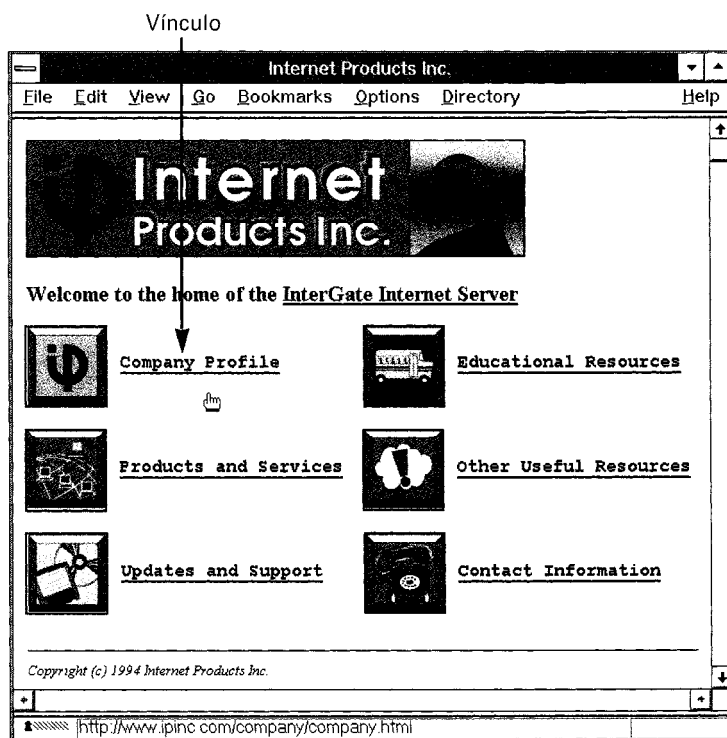 Vínculo
Internet Products Inc.
File Edit View Go Bookmarks Options Directory Help
Internet
Products Inc.
Welcome to the home of the InterGate Internet Server
Company Profile Educational Resources
Products and Services Other Useful Resources
Updates and Support Contact Information
Copyright (c) 1994 Internet Products Inc.
http://www.ipinc.com/company/company.html